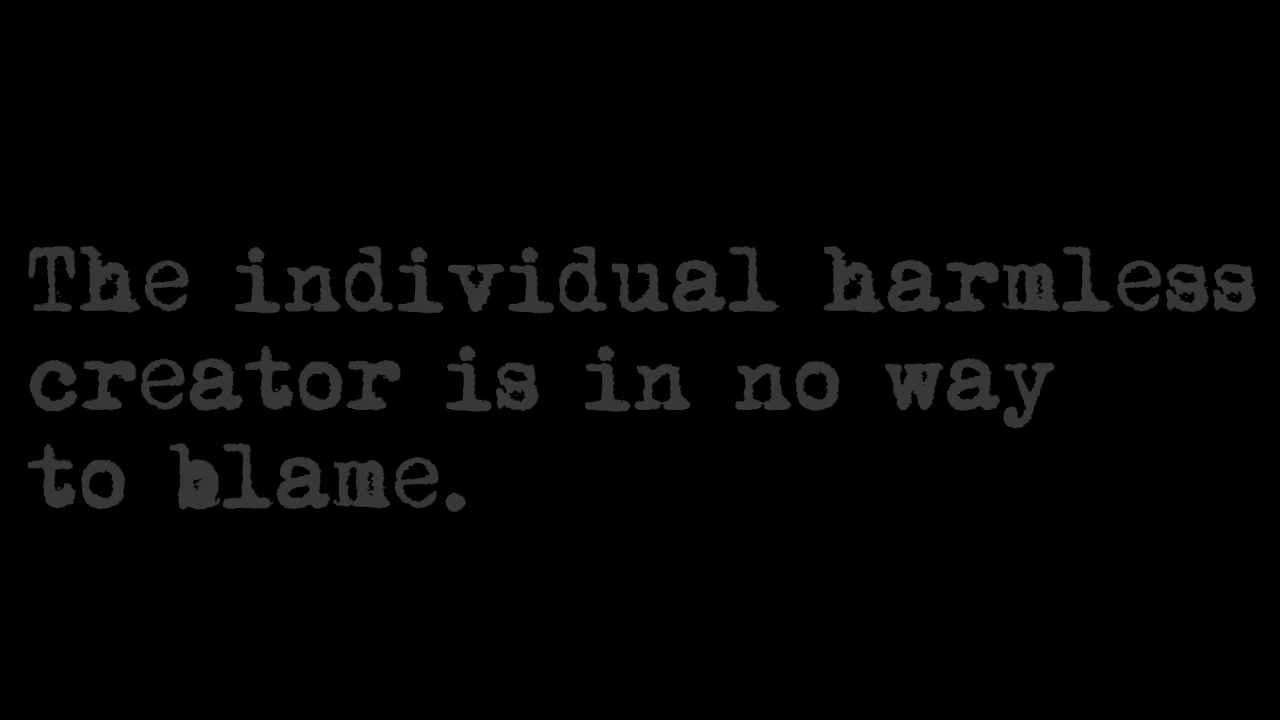 The individual harmless
creator is in no way
to blame.